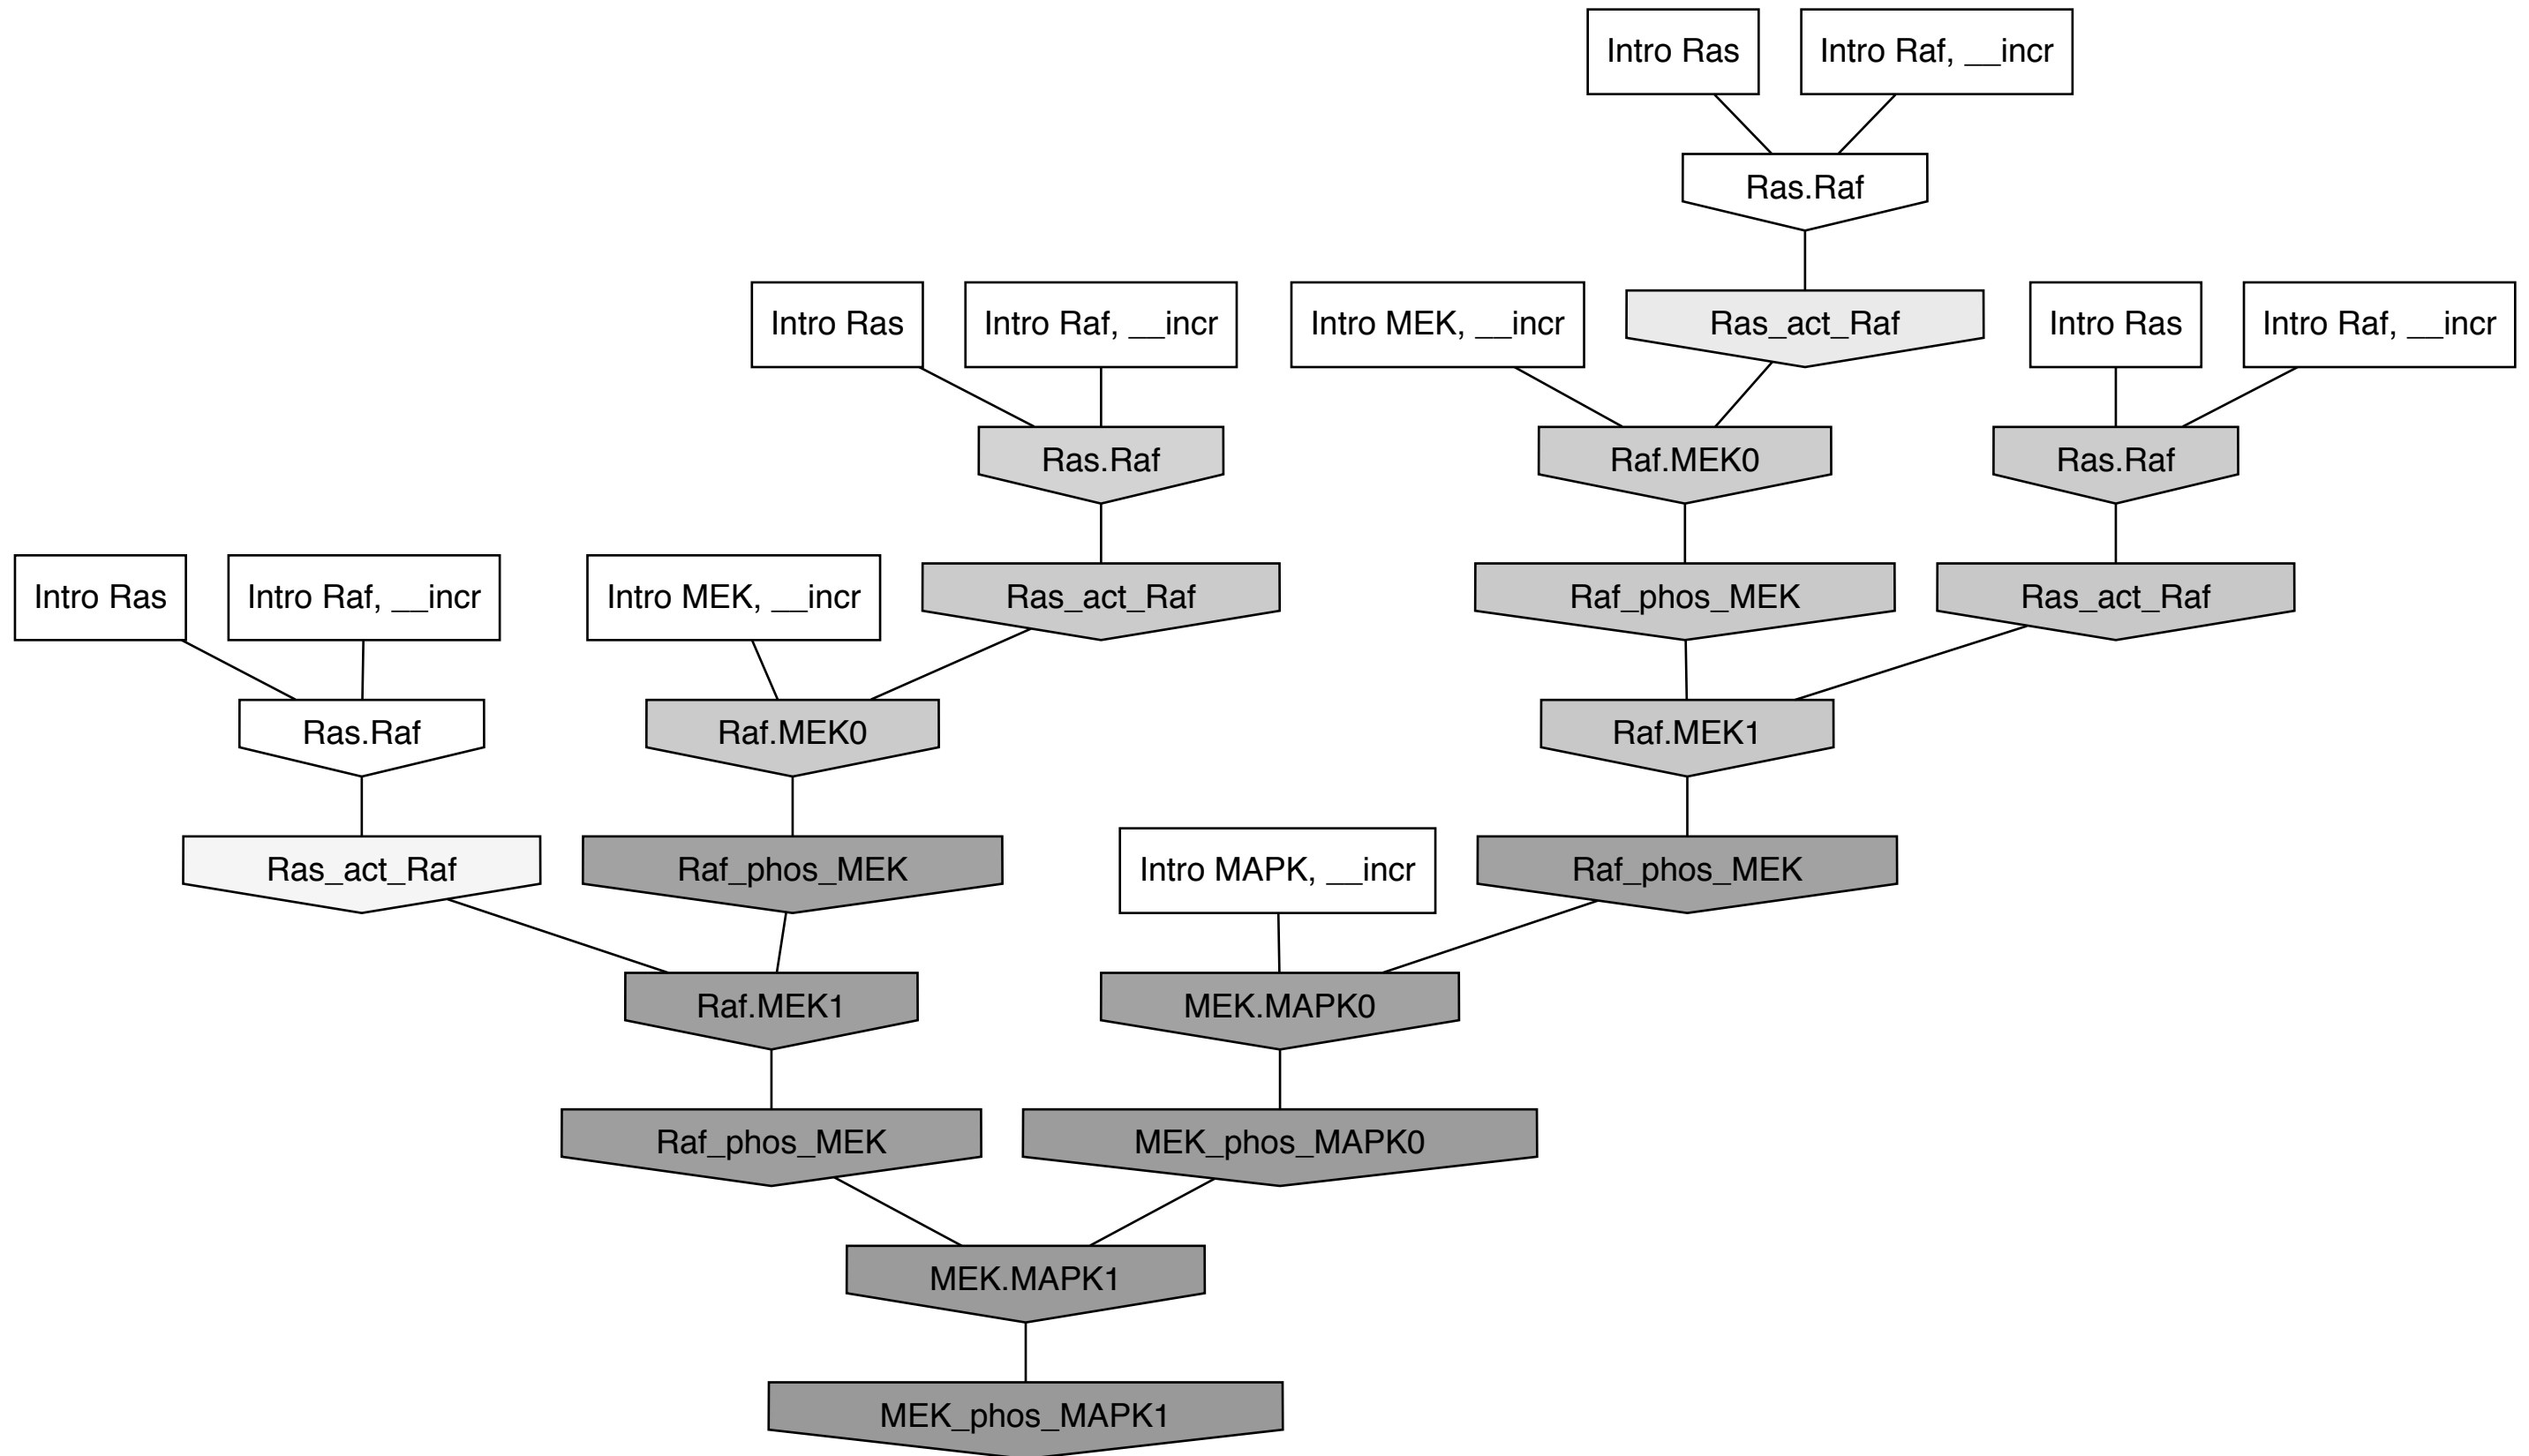 Intro Ras
Intro Raf, __incr
Ras.Raf
Intro Ras
Intro Raf, __incr
Intro MEK, __incr
Ras_act_Raf
Intro Ras
Intro Raf, __incr
Ras.Raf
Raf.MEK0
Ras.Raf
Intro Ras
Intro Raf, __incr
Intro MEK, __incr
Ras_act_Raf
Raf_phos_MEK
Ras_act_Raf
Ras.Raf
Raf.MEK0
Raf.MEK1
Ras_act_Raf
Raf_phos_MEK
Intro MAPK, __incr
Raf_phos_MEK
Raf.MEK1
MEK.MAPK0
Raf_phos_MEK
MEK_phos_MAPK0
MEK.MAPK1
MEK_phos_MAPK1